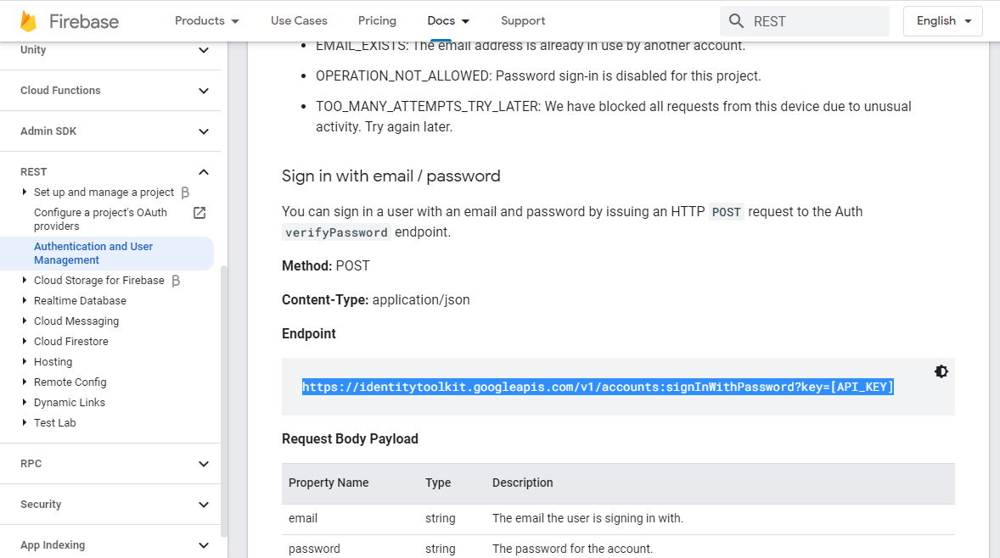 Firebase
Products
Use Cases
Pricing
Docs
Support
REST
English
Unity
Cloud Functions
Admin SDK
REST
Set up and manage a project β
Configure a project's OAuth
providers
Authentication and User
Management
Cloud Storage for Firebase β
Realtime Database
Cloud Messaging
Cloud Firestore
Hosting
Remote Config
Dynamic Links
Test Lab
RPC
Security
App Indexing
• EMAIL_EXISTS: The email address is already in use by another account.
• OPERATION_NOT_ALLOWED: Password sign-in is disabled for this project.
• TOO_MANY_ATTEMPTS_TRY_LATER: We have blocked all requests from this device due to unusual
activity. Try again later.
Sign in with email / password
You can sign in a user with an email and password by issuing an HTTP POST request to the Auth
verifyPassword endpoint.
Method: POST
Content-Type: application/json
Endpoint
https://identitytoolkit.googleapis.com/v1/accounts:signInWithPassword?key=[API_KEY]
Request Body Payload
Property Name Type Description
email string The email the user is signing in with.
password string The password for the account.